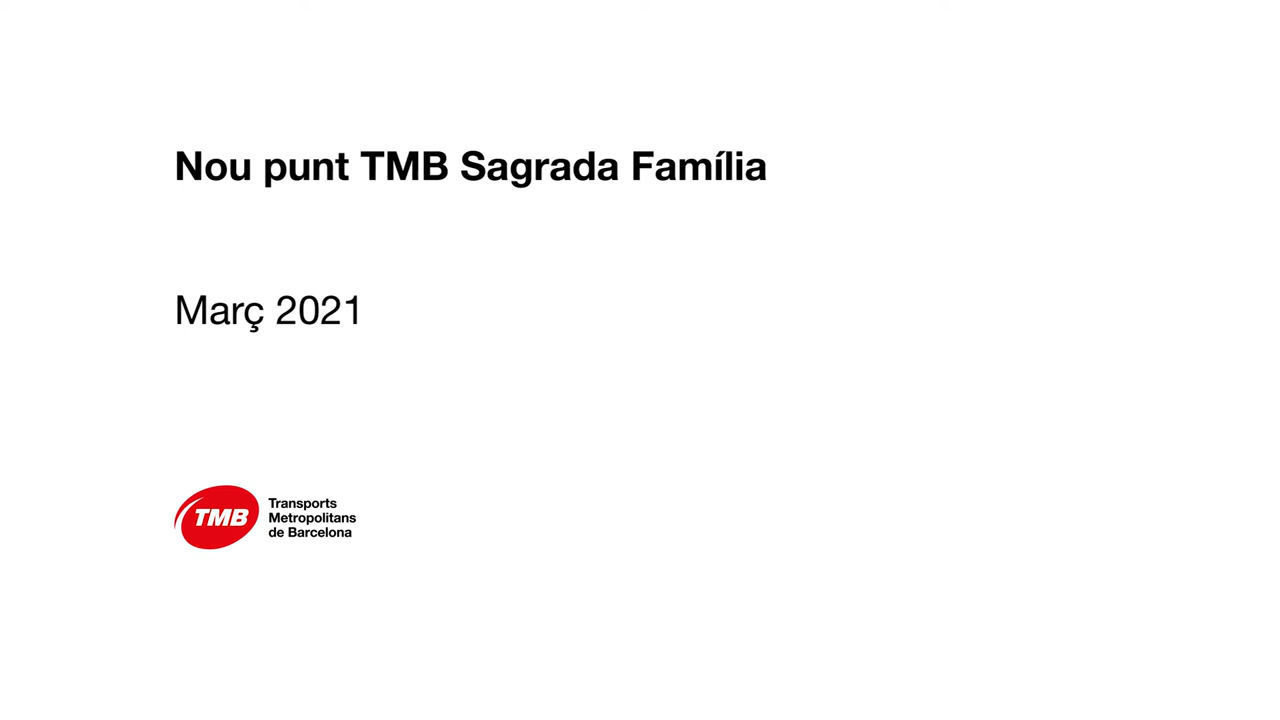 Nou punt TMB Sagrada Família
Març 2021
TMB
Transports
Metropolitans
de Barcelona